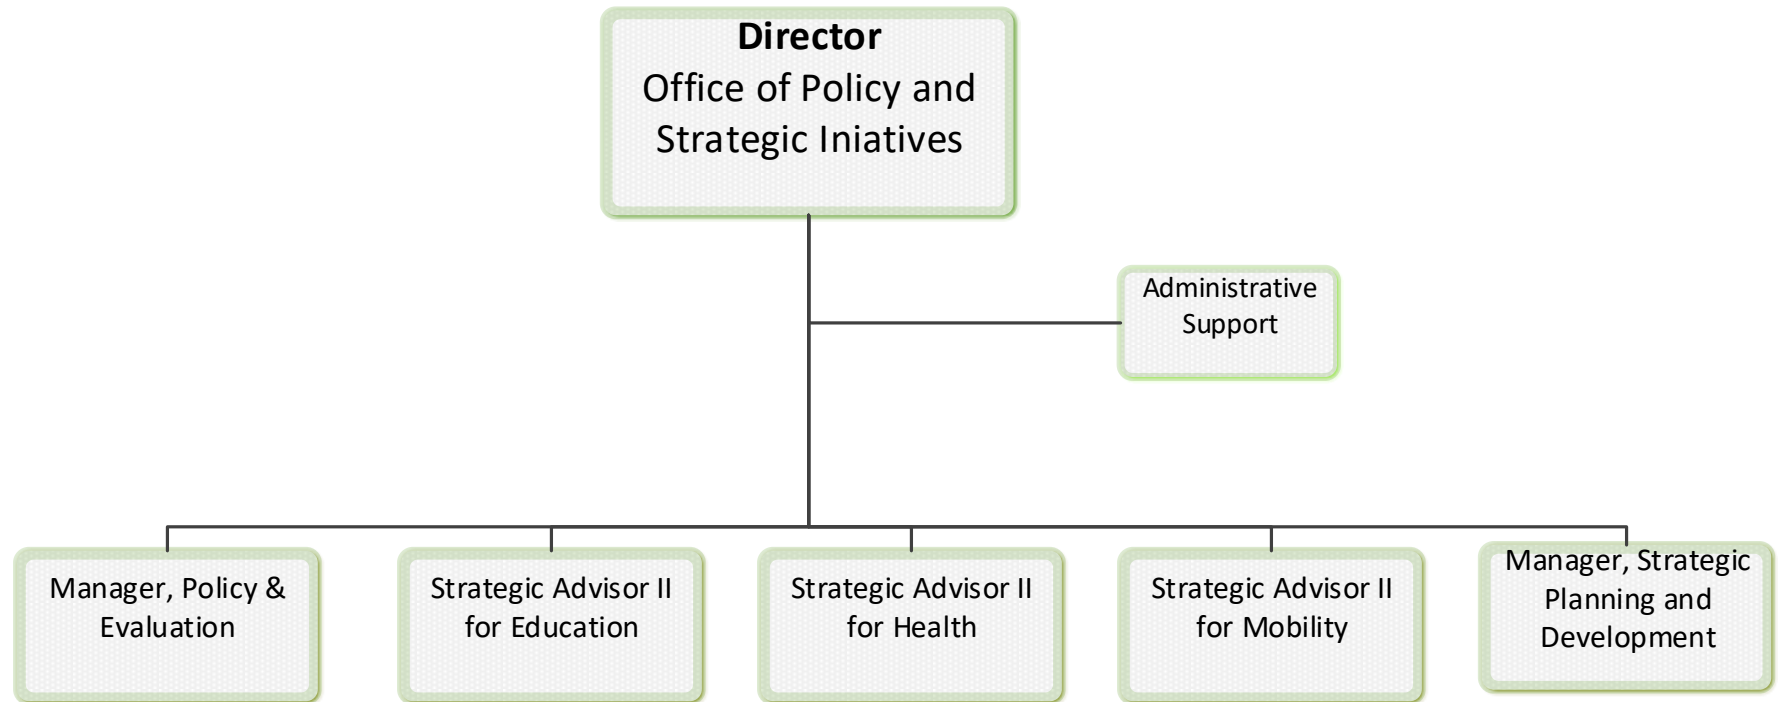 Director
Office of Policy and
Strategic Iniatives
Administrative
Support
Manager, Policy &
Evaluation
Strategic Advisor II
for Education
Strategic Advisor II
for Health
Strategic Advisor II
for Mobility
Manager, Strategic
Planning and
Development